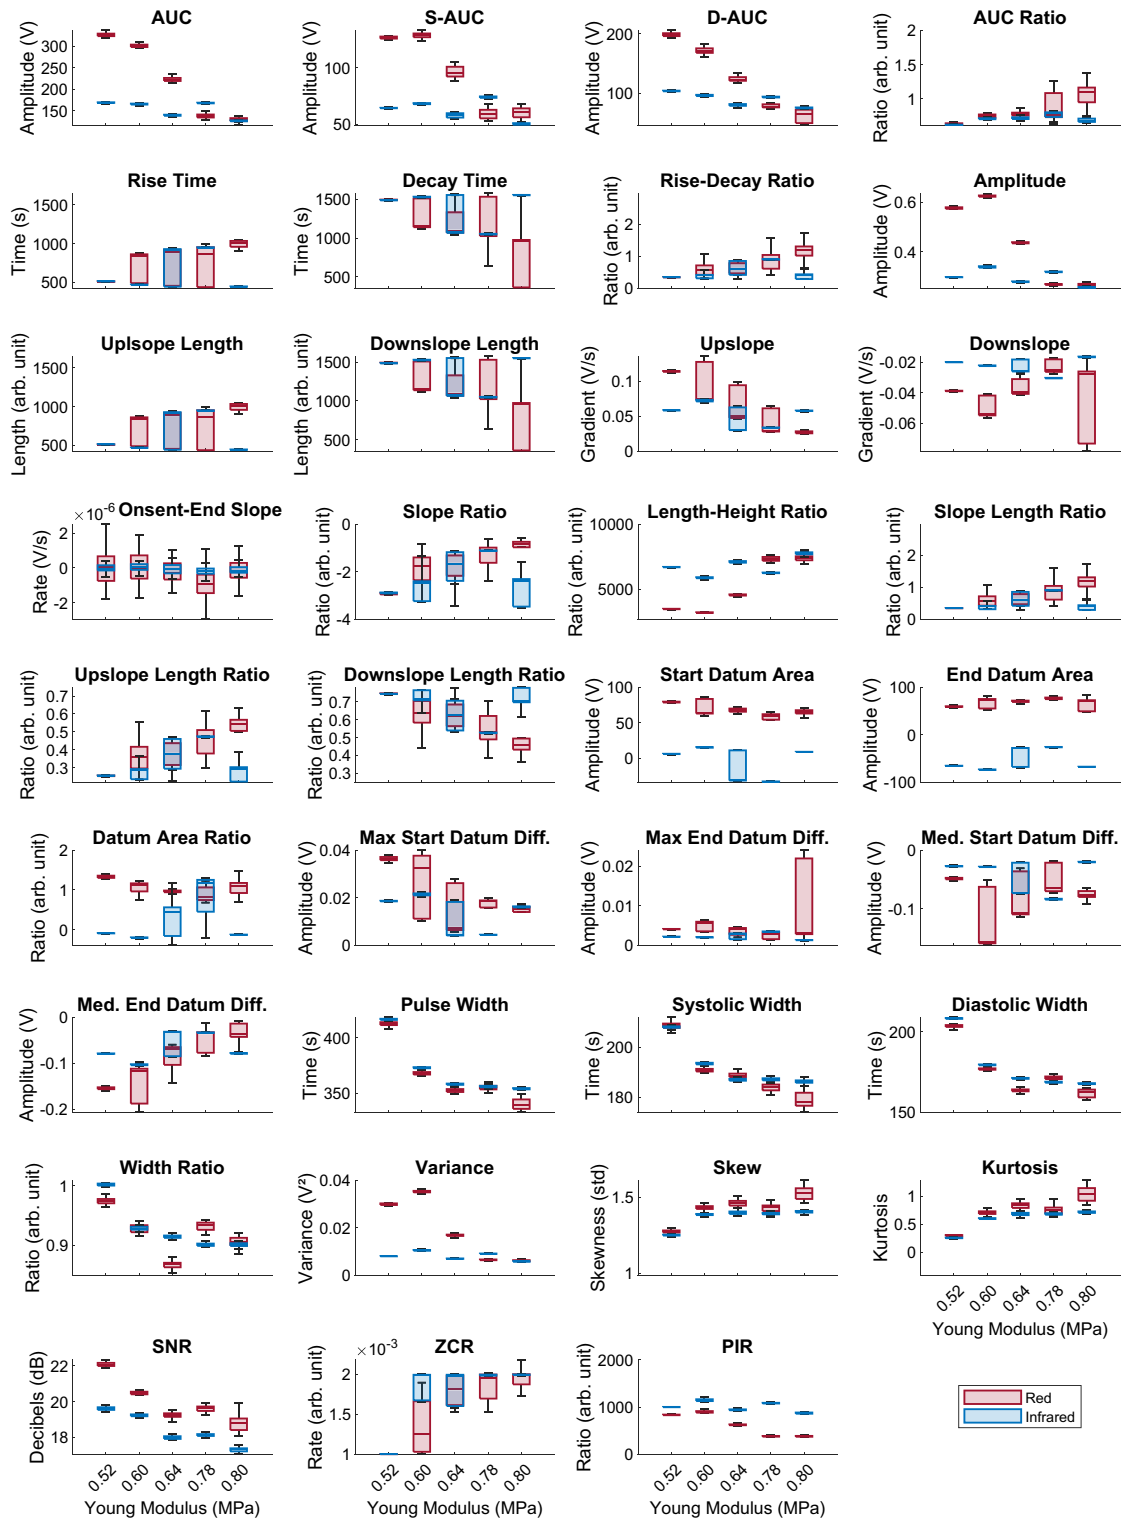 AUC
S-AUC
D-AUC
AUC Ratio
Amplitude (V)
300
250
200
150
Amplitude (V)
100
50
Amplitude (V)
200
100
Ratio (arb. unit)
2
1
Rise Time
Decay Time
Rise-Decay Ratio
Amplitude
Time (s)
1500
1000
500
Time (s)
1500
1000
500
Ratio (arb. unit)
2
1
0
Amplitude (V)
0.6
0.4
Uplsope Length
Downslope Length
Upslope
Downslope
Length (arb. unit)
1500
1000
500
Length (arb. unit)
1500
1000
500
Gradient (V/s)
0.1
0.05
0
Gradient (V/s)
-0.02
-0.04
-0.06
×10⁻⁶ Onsent-End Slope
Slope Ratio
Length-Height Ratio
Slope Length Ratio
Rate (V/s)
2
0
-2
Ratio (arb. unit)
0
-2
-4
Ratio (arb. unit)
10000
5000
Ratio (arb. unit)
2
1
0
Upslope Length Ratio
Downslope Length Ratio
Start Datum Area
End Datum Area
Ratio (arb. unit)
0.7
0.6
0.5
0.4
0.3
Ratio (arb. unit)
0.7
0.6
0.5
0.4
0.3
Amplitude (V)
100
50
0
Amplitude (V)
100
0
-100
Datum Area Ratio
Max Start Datum Diff.
Max End Datum Diff.
Med. Start Datum Diff.
Ratio (arb. unit)
2
1
0
Amplitude (V)
0.04
0.02
0
Amplitude (V)
0.02
0.01
0
Amplitude (V)
0
-0.1
Med. End Datum Diff.
Pulse Width
Systolic Width
Diastolic Width
Amplitude (V)
0
-0.1
-0.2
Time (s)
400
350
Time (s)
200
180
Time (s)
200
150
Width Ratio
Variance
Skew
Kurtosis
Ratio (arb. unit)
1
0.9
Variance (V²)
0.04
0.02
0
Skewness (std)
1.5
1
Kurtosis
1
0.5
0
0.52 0.60 0.64 0.78 0.80
Young Modulus (MPa)
SNR
ZCR
PIR
Decibels (dB)
22
20
18
Rate (arb. unit)
×10⁻³
2
1.5
1
Ratio (arb. unit)
2000
1000
0
Red
Infrared
0.52 0.60 0.64 0.78 0.80
0.52 0.60 0.64 0.78 0.80
0.52 0.60 0.64 0.78 0.80
Young Modulus (MPa)
Young Modulus (MPa)
Young Modulus (MPa)